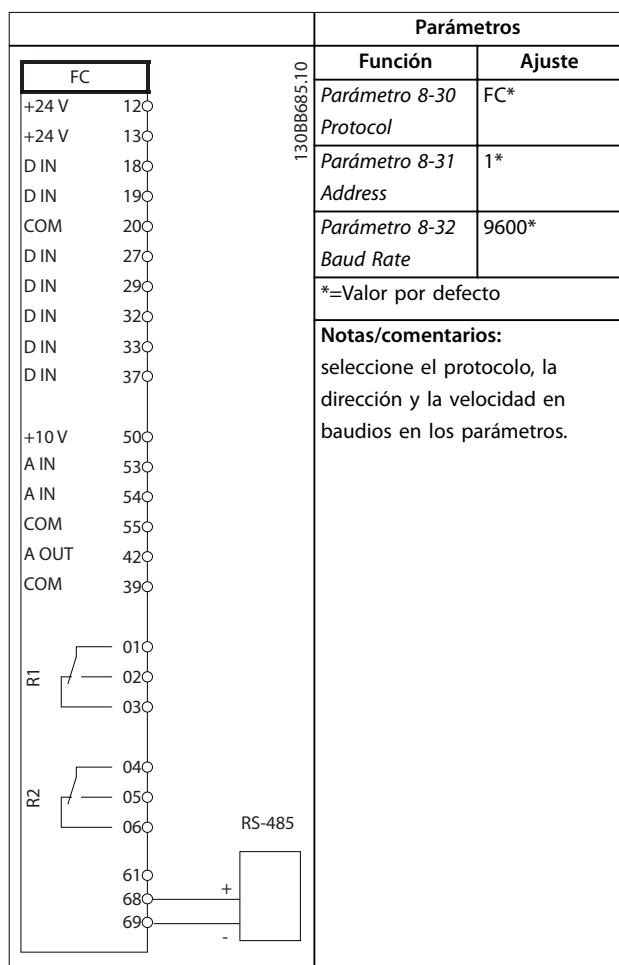 FC
+24 V 12
+24 V 13
D IN 18
D IN 19
COM 20
D IN 27
D IN 29
D IN 32
D IN 33
D IN 37
+10 V 50
A IN 53
A IN 54
COM 55
A OUT 42
COM 39
R1
01
02
03
R2
04
05
06
RS-485
61
68
69
+
-
130BB685.10
Parámetros
Función Ajuste
Parámetro 8-30 FC*
Protocol
Parámetro 8-31 1*
Address
Parámetro 8-32 9600*
Baud Rate
*=Valor por defecto
Notas/comentarios:
seleccione el protocolo, la
dirección y la velocidad en
baudios en los parámetros.